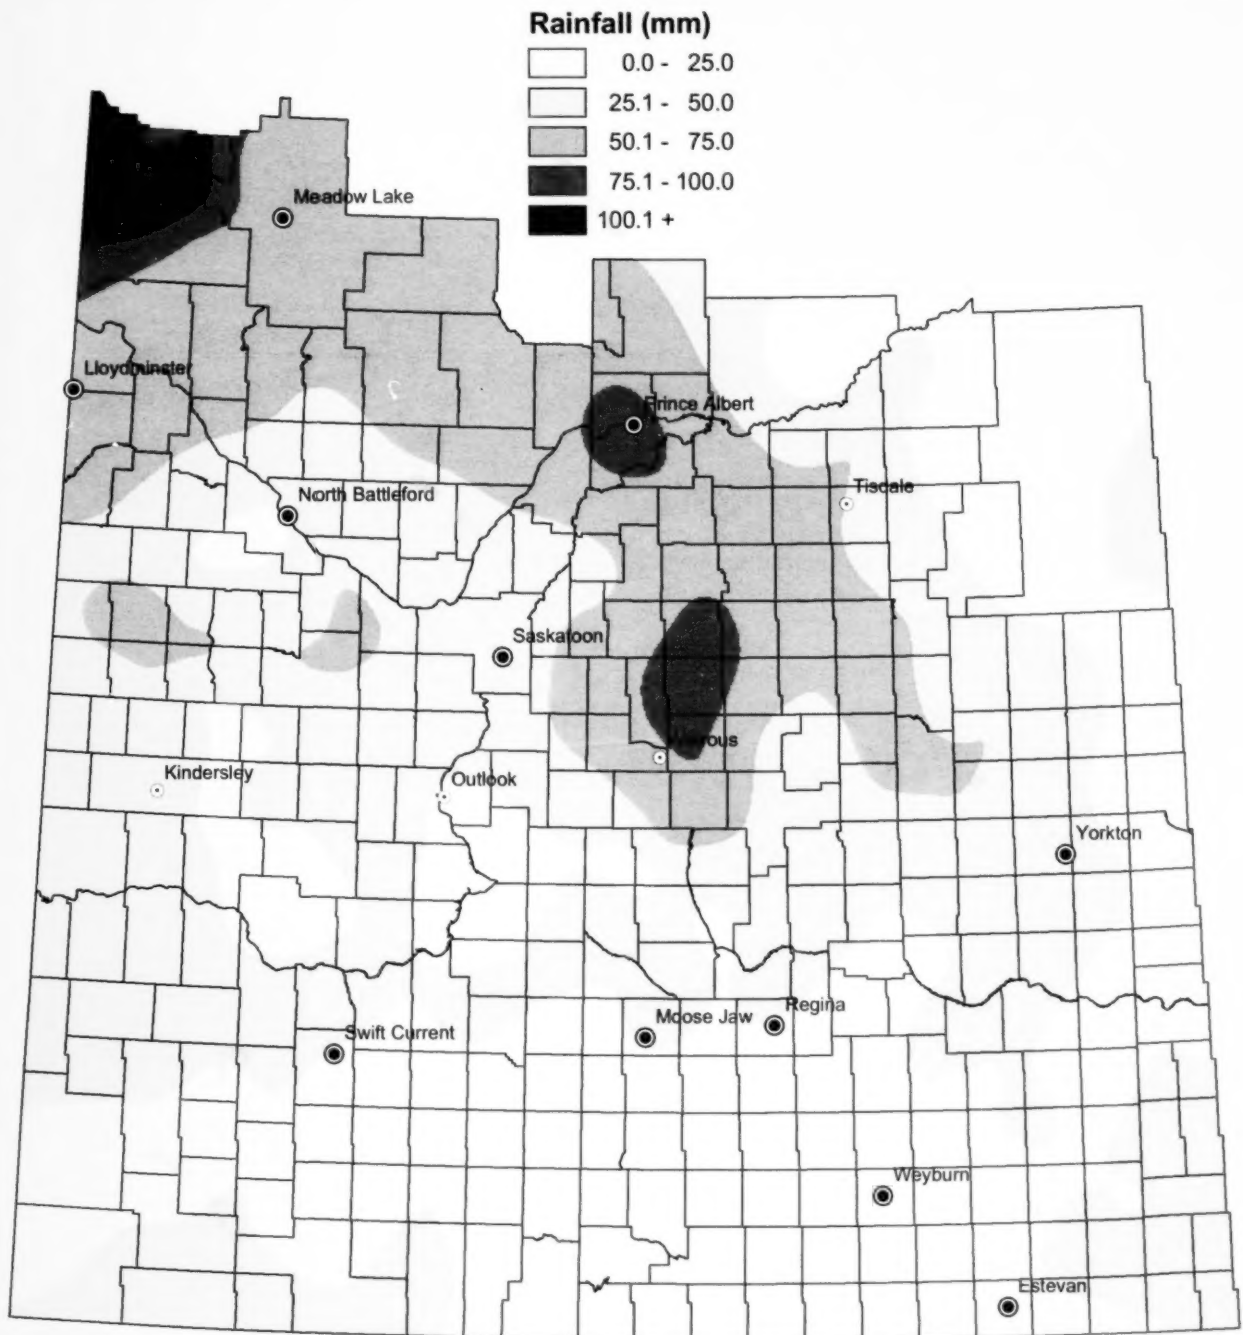 Rainfall (mm)
0.0 - 25.0
25.1 - 50.0
50.1 - 75.0
75.1 - 100.0
100.1 +
Meadow Lake
Lloydminster
Prince Albert
Tisdale
North Battleford
Saskatoon
Kindersley
Outlook
Yorkton
Regina
Moose Jaw
Swift Current
Weyburn
Estevan